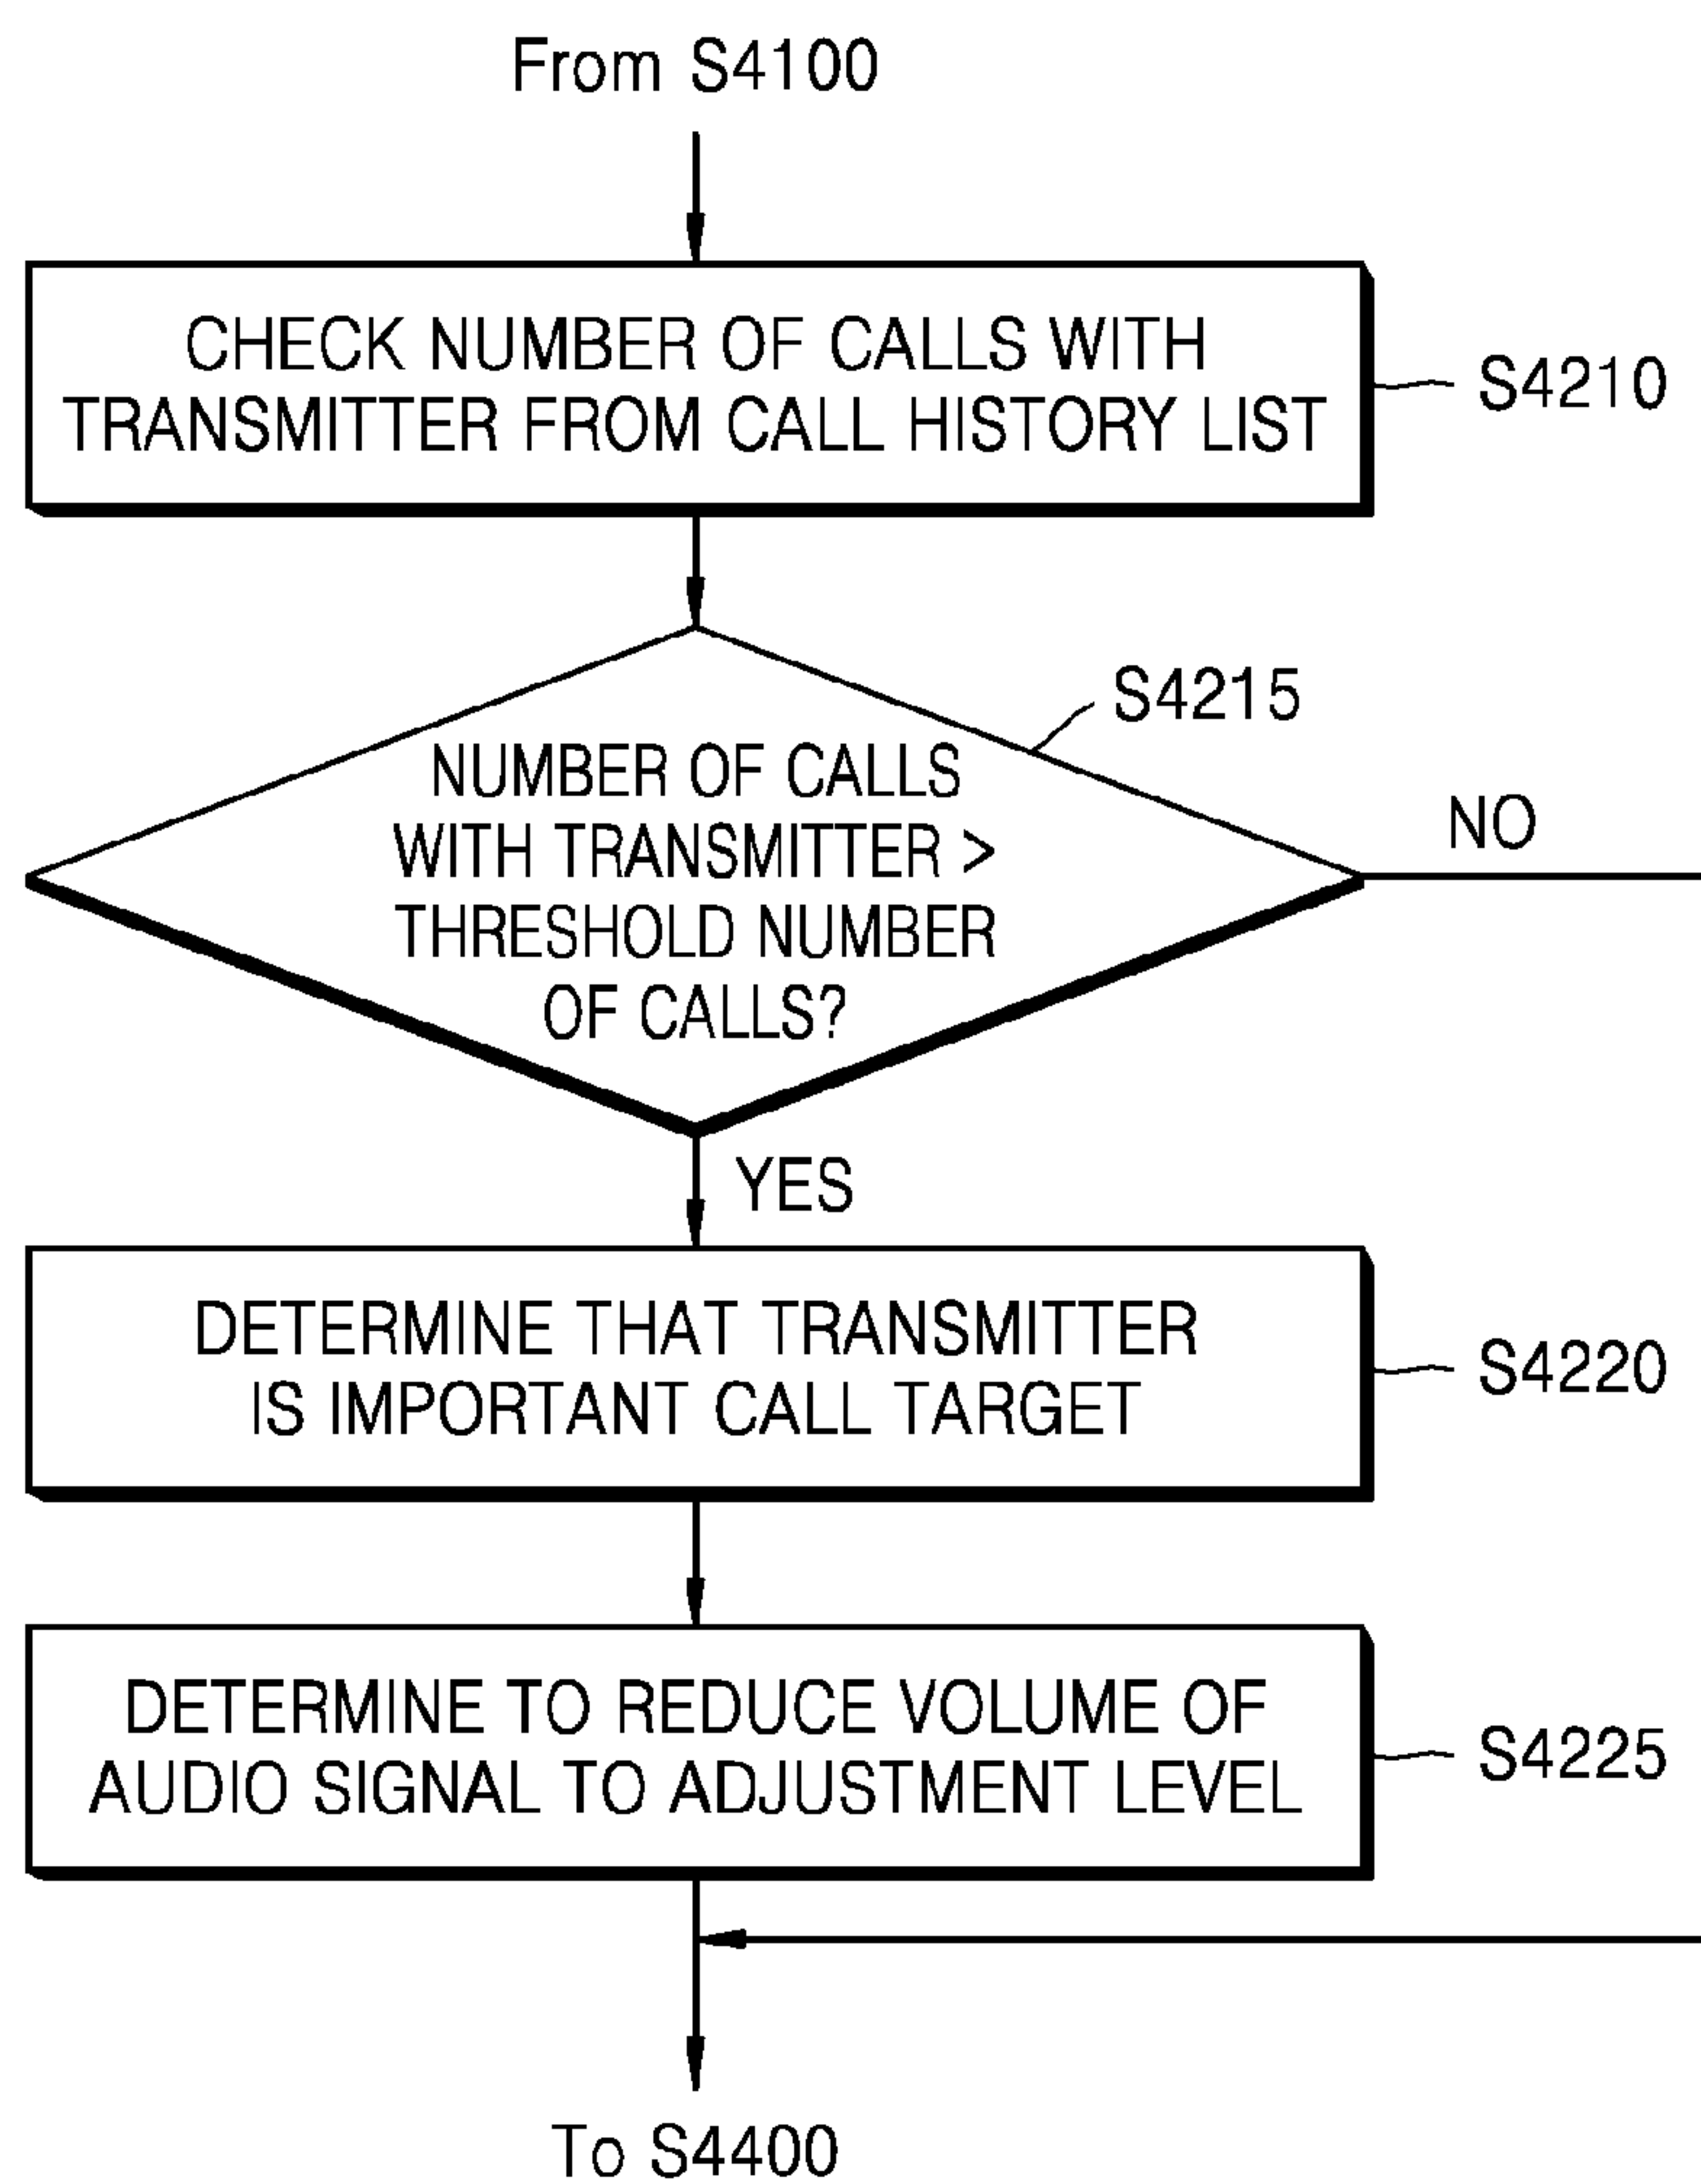 From S4100
CHECK NUMBER OF CALLS WITH
TRANSMITTER FROM CALL HISTORY LIST
S4210
S4215
NUMBER OF CALLS
WITH TRANSMITTER >
THRESHOLD NUMBER
OF CALLS?
NO
YES
DETERMINE THAT TRANSMITTER
IS IMPORTANT CALL TARGET
S4220
DETERMINE TO REDUCE VOLUME OF
AUDIO SIGNAL TO ADJUSTMENT LEVEL
S4225
To S4400